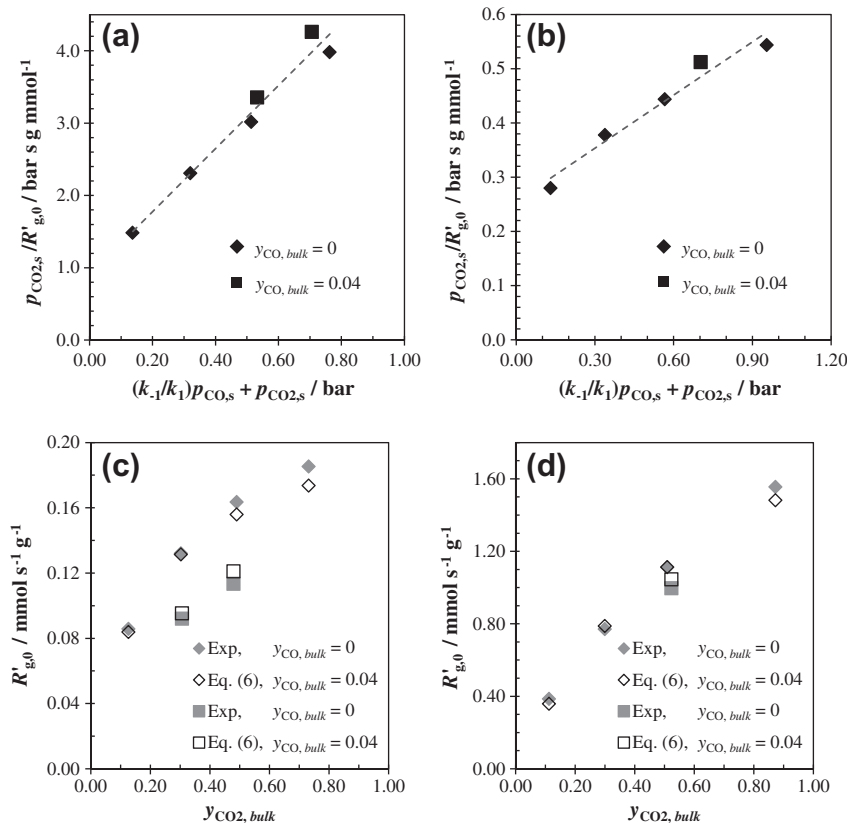 (a)
p_CO2,s /R'_g,0 / bar s g mmol⁻¹
4.0
3.0
2.0
1.0
0.0
y_CO, bulk = 0
y_CO, bulk = 0.04
0.00 0.20 0.40 0.60 0.80 1.00
(k_-1/k_1)p_CO,s + p_CO2,s / bar
(b)
p_CO2,s/R'_g,0 / bar s g mmol⁻¹
0.6
0.5
0.4
0.3
0.2
0.1
0.0
y_CO, bulk = 0
y_CO, bulk = 0.04
0.00 0.30 0.60 0.90 1.20
(k_-1/k_1)p_CO,s + p_CO2,s / bar
(c)
R'_g,0 / mmol s⁻¹ g⁻¹
0.20
0.16
0.12
0.08
0.04
0.00
Exp, y_CO, bulk = 0
Eq. (6), y_CO, bulk = 0.04
Exp, y_CO, bulk = 0
Eq. (6), y_CO, bulk = 0.04
0.00 0.20 0.40 0.60 0.80 1.00
y_CO2, bulk
(d)
R'_g,0 / mmol s⁻¹ g⁻¹
1.60
1.20
0.80
0.40
0.00
Exp, y_CO, bulk = 0
Eq. (6), y_CO, bulk = 0.04
Exp, y_CO, bulk = 0
Eq. (6), y_CO, bulk = 0.04
0.00 0.20 0.40 0.60 0.80 1.00
y_CO2, bulk